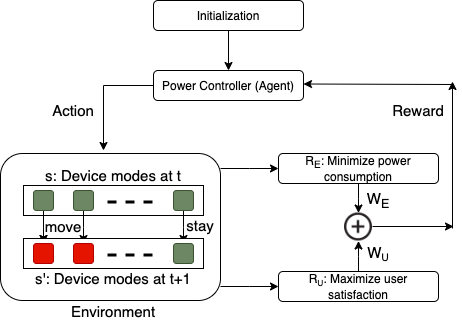 Initialization
Power Controller (Agent)
Action
Reward
s: Device modes at t
move
stay
s': Device modes at t+1
Environment
R_E: Minimize power
consumption
W_E
W_U
R_U: Maximize user
satisfaction